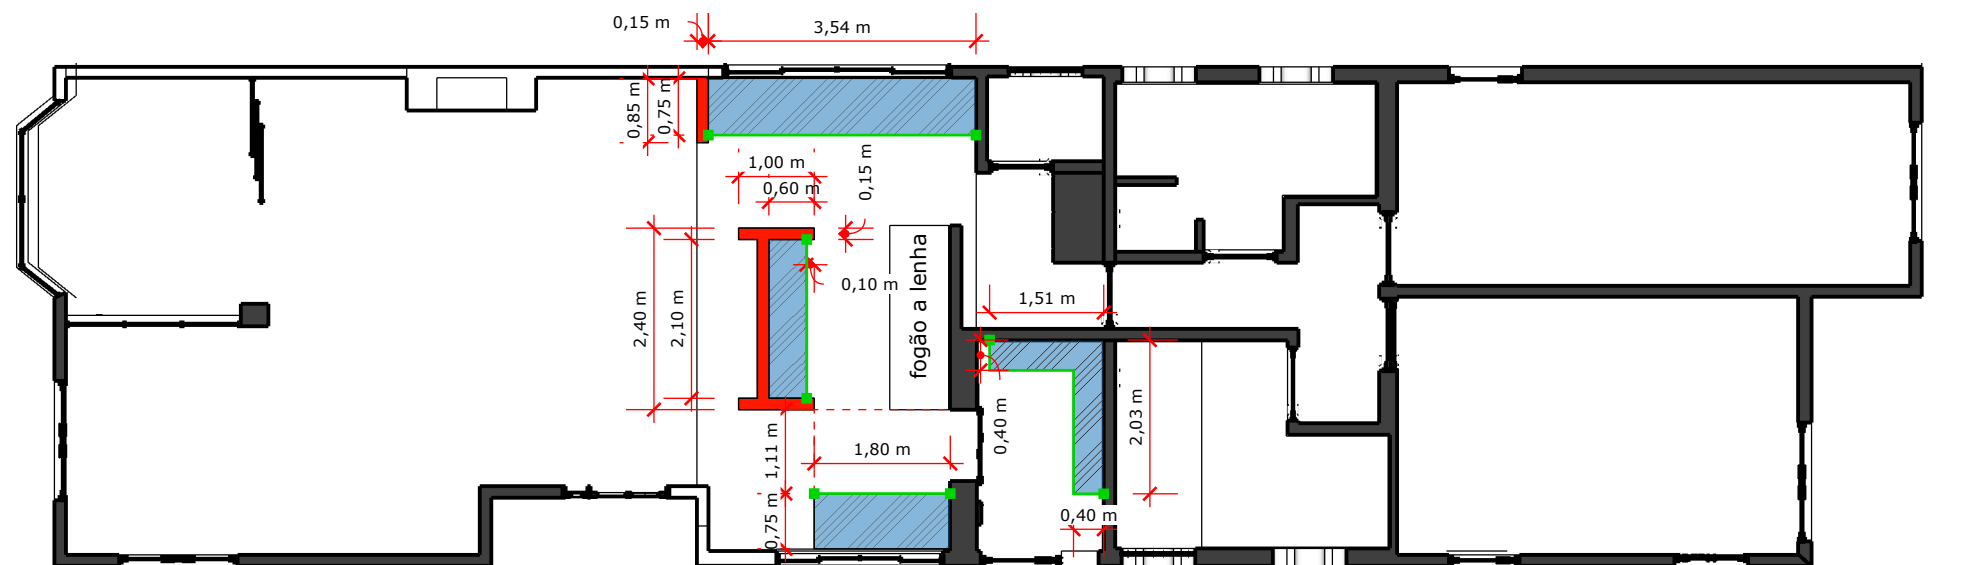 0,15 m
3,54 m
0,85 m
0,75 m
1,00 m
0,60 m
0,15 m
2,40 m
2,10 m
0,10 m
fogão a lenha
1,51 m
0,40 m
2,03 m
1,11 m
1,80 m
0,75 m
0,40 m